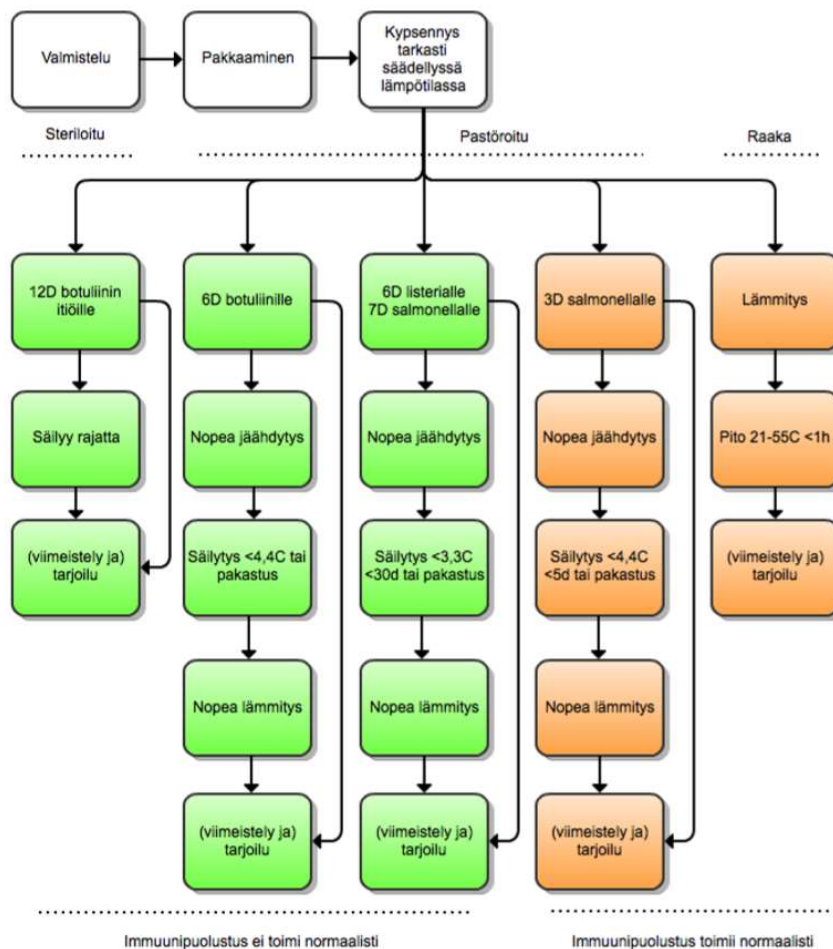 Valmistelu
Pakkaaminen
Kypsennys
tarkasti
säädellyssä
lämpötilassa
Steriloitu
Pastöroitu
Raaka
12D botuliinin
itiöille
6D botuliinille
6D listerialle
7D salmonellalle
3D salmonellalle
Lämmitys
Säilyy rajatta
Nopea jäähdytys
Nopea jäähdytys
Nopea jäähdytys
Pito 21-55C <1h
(viimeistely ja)
tarjoilu
Säilytys <4,4C tai
pakastus
Säilytys <3,3C
<30d tai pakastus
Säilytys <4,4C
<5d tai pakastus
(viimeistely ja)
tarjoilu
Nopea lämmitys
Nopea lämmitys
Nopea lämmitys
(viimeistely ja)
tarjoilu
(viimeistely ja)
tarjoilu
(viimeistely ja)
tarjoilu
Immuunipuolustus ei toimi normaalisti
Immuunipuolustus toimii normaalisti